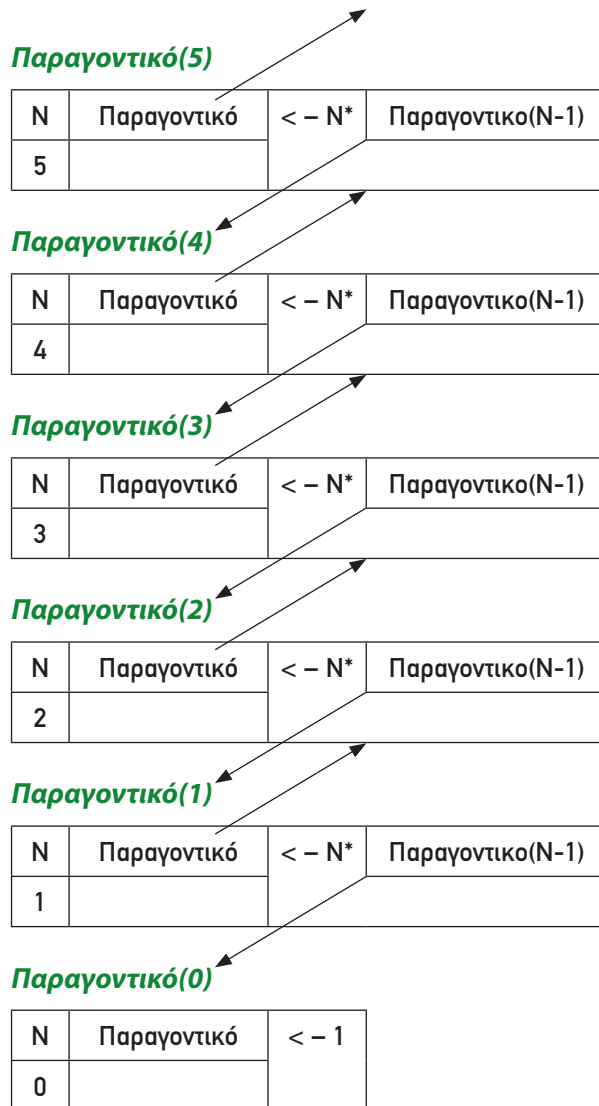 Παραγοντικό(5)
N Παραγοντικό < – N* Παραγοντικο(N-1)
5
Παραγοντικό(4)
N Παραγοντικό < – N* Παραγοντικο(N-1)
4
Παραγοντικό(3)
N Παραγοντικό < – N* Παραγοντικο(N-1)
3
Παραγοντικό(2)
N Παραγοντικό < – N* Παραγοντικο(N-1)
2
Παραγοντικό(1)
N Παραγοντικό < – N* Παραγοντικο(N-1)
1
Παραγοντικό(0)
N Παραγοντικό < – 1
0